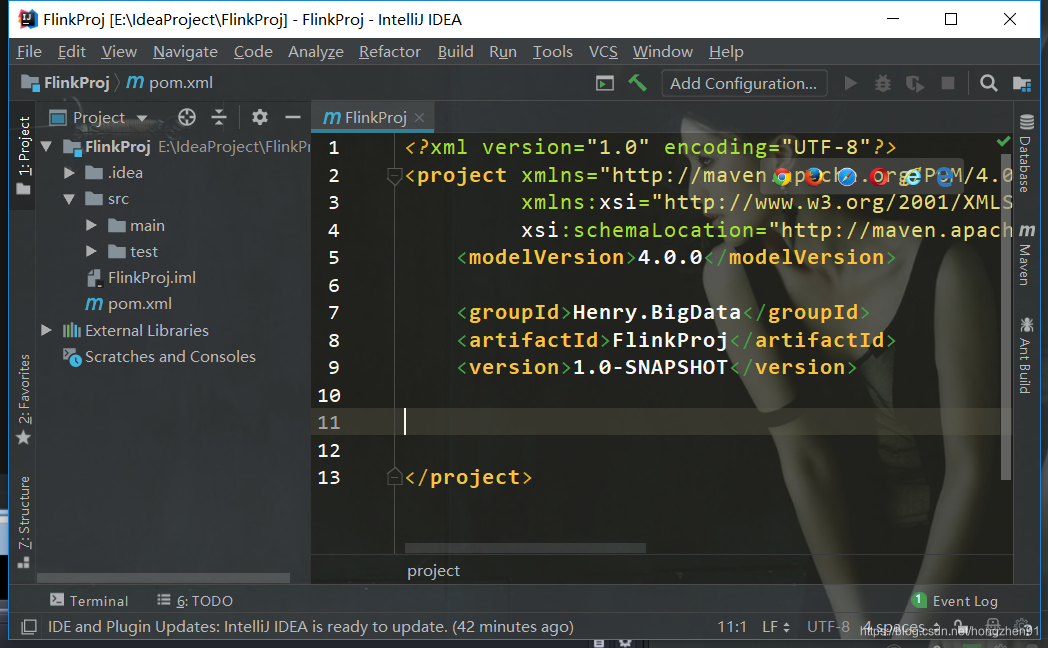 FlinkProj [E:\IdeaProject\FlinkProj] - FlinkProj - IntelliJ IDEA
File Edit View Navigate Code Analyze Refactor Build Run Tools VCS Window Help
FlinkProj pom.xml Add Configuration...
1: Project
2: Favorites
7: Structure
Project
FlinkProj E:\IdeaProject\FlinkPr
.idea
src
main
test
FlinkProj.iml
pom.xml
External Libraries
Scratches and Consoles
FlinkProj
1 <?xml version="1.0" encoding="UTF-8"?>
2 <project xmlns="http://maven.apache.org/POM/4.0
3 xmlns:xsi="http://www.w3.org/2001/XMLS
4 xsi:schemaLocation="http://maven.apach
5 <modelVersion>4.0.0</modelVersion>
6
7 <groupId>Henry.BigData</groupId>
8 <artifactId>FlinkProj</artifactId>
9 <version>1.0-SNAPSHOT</version>
10
11
12
13 </project>
project
Database
Maven
Ant Build
Terminal 6: TODO 1 Event Log
IDE and Plugin Updates: IntelliJ IDEA is ready to update. (42 minutes ago) 11:1 LF UTF-8 4 spaces
https://blog.csdn.net/hongzhen91